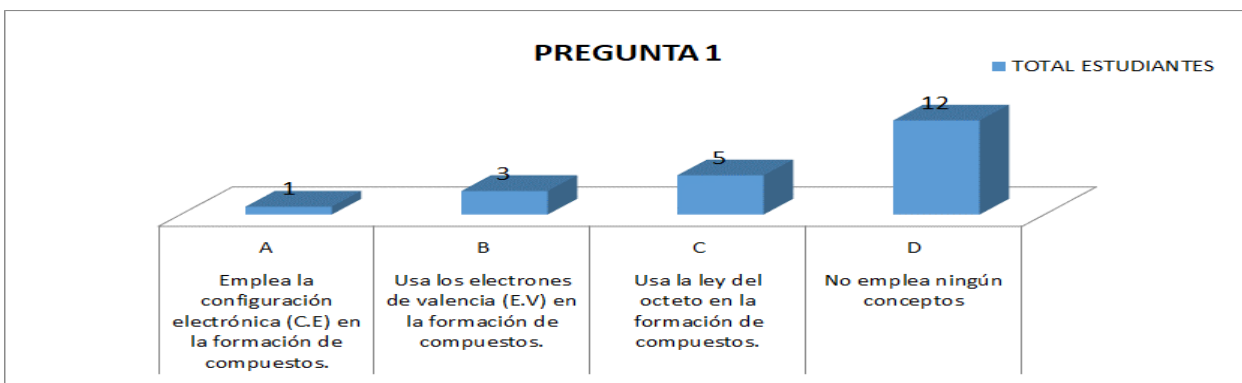 PREGUNTA 1
TOTAL ESTUDIANTES
1
3
5
12
A
Emplea la
configuración
electrónica (C.E) en
la formación de
compuestos.
B
Usa los electrones
de valencia (E.V) en
la formación de
compuestos.
C
Usa la ley del
octeto en la
formación de
compuestos.
D
No emplea ningún
conceptos